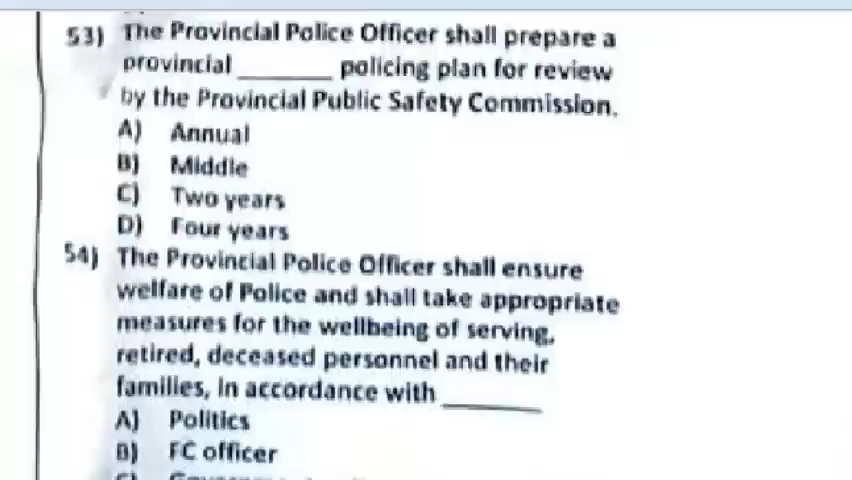 53) The Provincial Police Officer shall prepare a
provincial ________ policing plan for review
by the Provincial Public Safety Commission.
A) Annual
B) Middle
C) Two years
D) Four years
54) The Provincial Police Officer shall ensure
welfare of Police and shall take appropriate
measures for the wellbeing of serving,
retired, deceased personnel and their
families, in accordance with ________
A) Politics
B) FC officer
C)